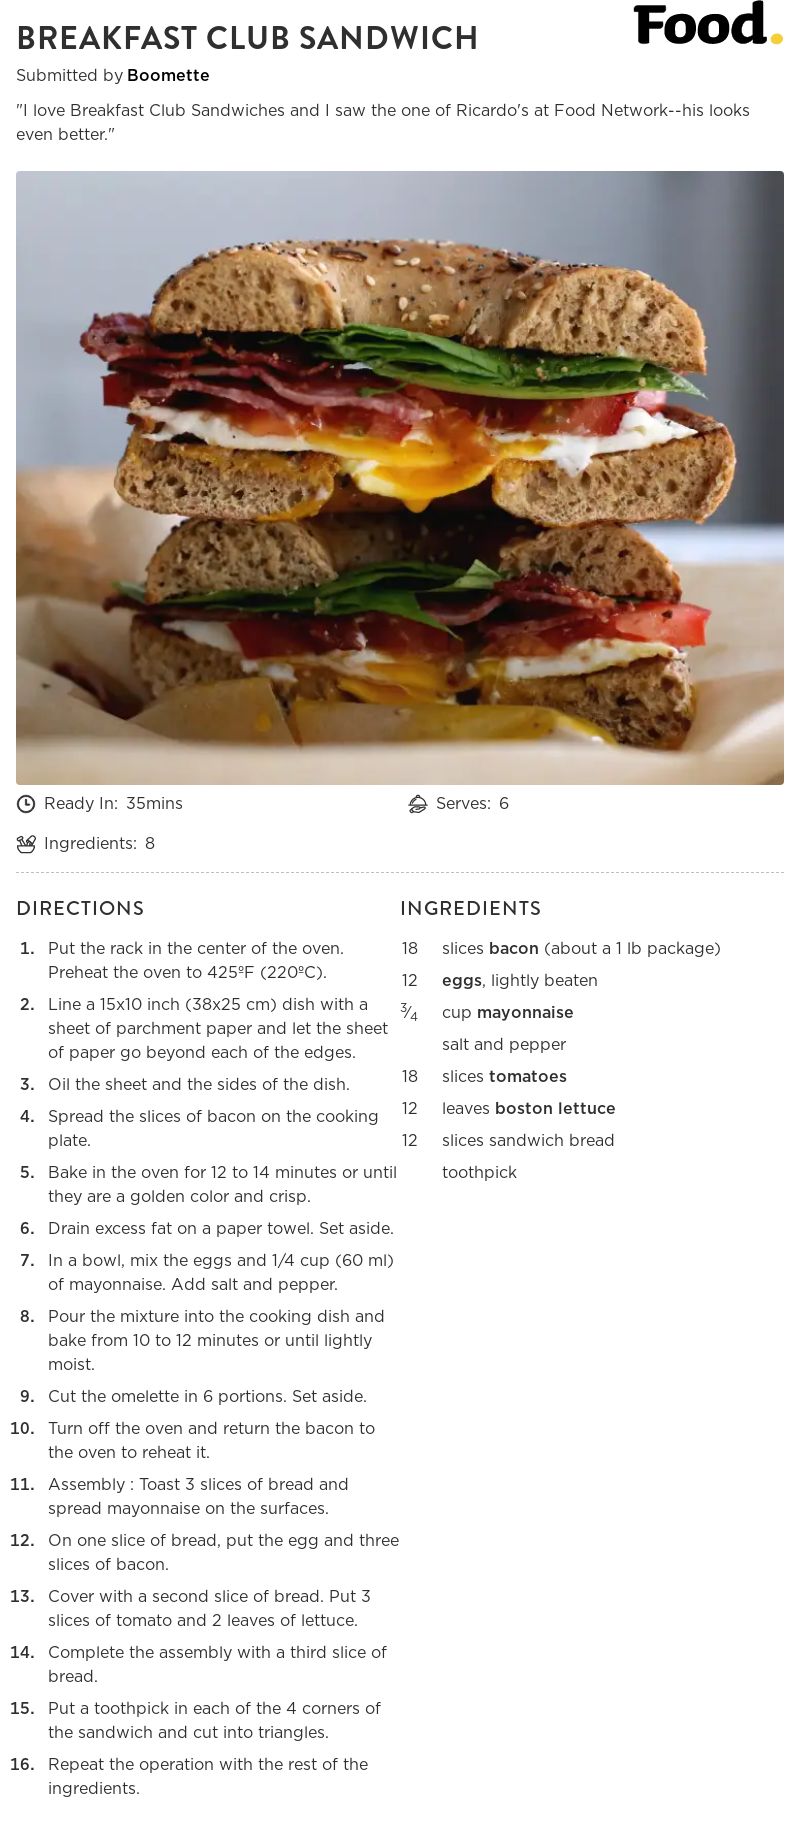 BREAKFAST CLUB SANDWICH
Food.
Submitted by Boomette
"I love Breakfast Club Sandwiches and I saw the one of Ricardo's at Food Network--his looks
even better."
Ready In: 35mins
Serves: 6
Ingredients: 8
DIRECTIONS
1. Put the rack in the center of the oven.
Preheat the oven to 425ºF (220ºC).
2. Line a 15x10 inch (38x25 cm) dish with a
sheet of parchment paper and let the sheet
of paper go beyond each of the edges.
3. Oil the sheet and the sides of the dish.
4. Spread the slices of bacon on the cooking
plate.
5. Bake in the oven for 12 to 14 minutes or until
they are a golden color and crisp.
6. Drain excess fat on a paper towel. Set aside.
7. In a bowl, mix the eggs and 1/4 cup (60 ml)
of mayonnaise. Add salt and pepper.
8. Pour the mixture into the cooking dish and
bake from 10 to 12 minutes or until lightly
moist.
9. Cut the omelette in 6 portions. Set aside.
10. Turn off the oven and return the bacon to
the oven to reheat it.
11. Assembly : Toast 3 slices of bread and
spread mayonnaise on the surfaces.
12. On one slice of bread, put the egg and three
slices of bacon.
13. Cover with a second slice of bread. Put 3
slices of tomato and 2 leaves of lettuce.
14. Complete the assembly with a third slice of
bread.
15. Put a toothpick in each of the 4 corners of
the sandwich and cut into triangles.
16. Repeat the operation with the rest of the
ingredients.
INGREDIENTS
18 slices bacon (about a 1 lb package)
12 eggs, lightly beaten
3⁄4 cup mayonnaise
salt and pepper
18 slices tomatoes
12 leaves boston lettuce
12 slices sandwich bread
toothpick